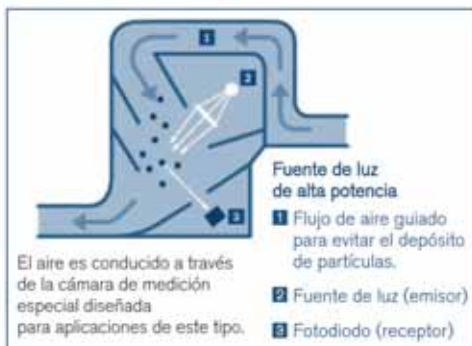 1
2
3
El aire es conducido a través
de la cámara de medición
especial diseñada
para aplicaciones de este tipo.
Fuente de luz
de alta potencia
1 Flujo de aire guiado
para evitar el depósito
de partículas.
2 Fuente de luz (emisor)
3 Fotodiodo (receptor)